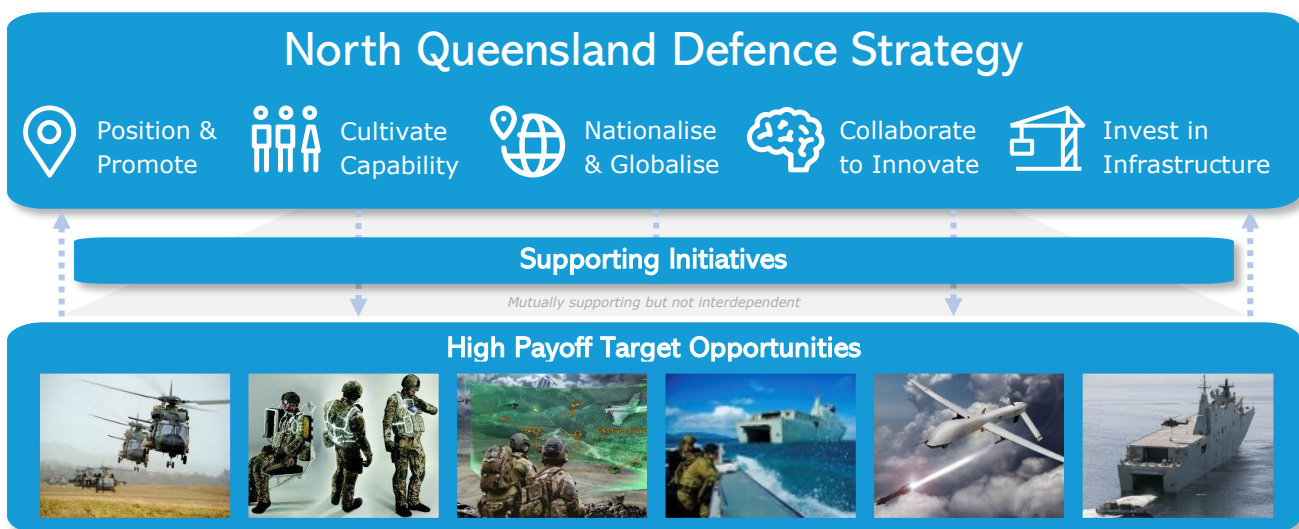 North Queensland Defence Strategy
Position &
Promote
Cultivate
Capability
Nationalise
& Globalise
Collaborate
to Innovate
Invest in
Infrastructure
Supporting Initiatives
Mutually supporting but not interdependent
High Payoff Target Opportunities